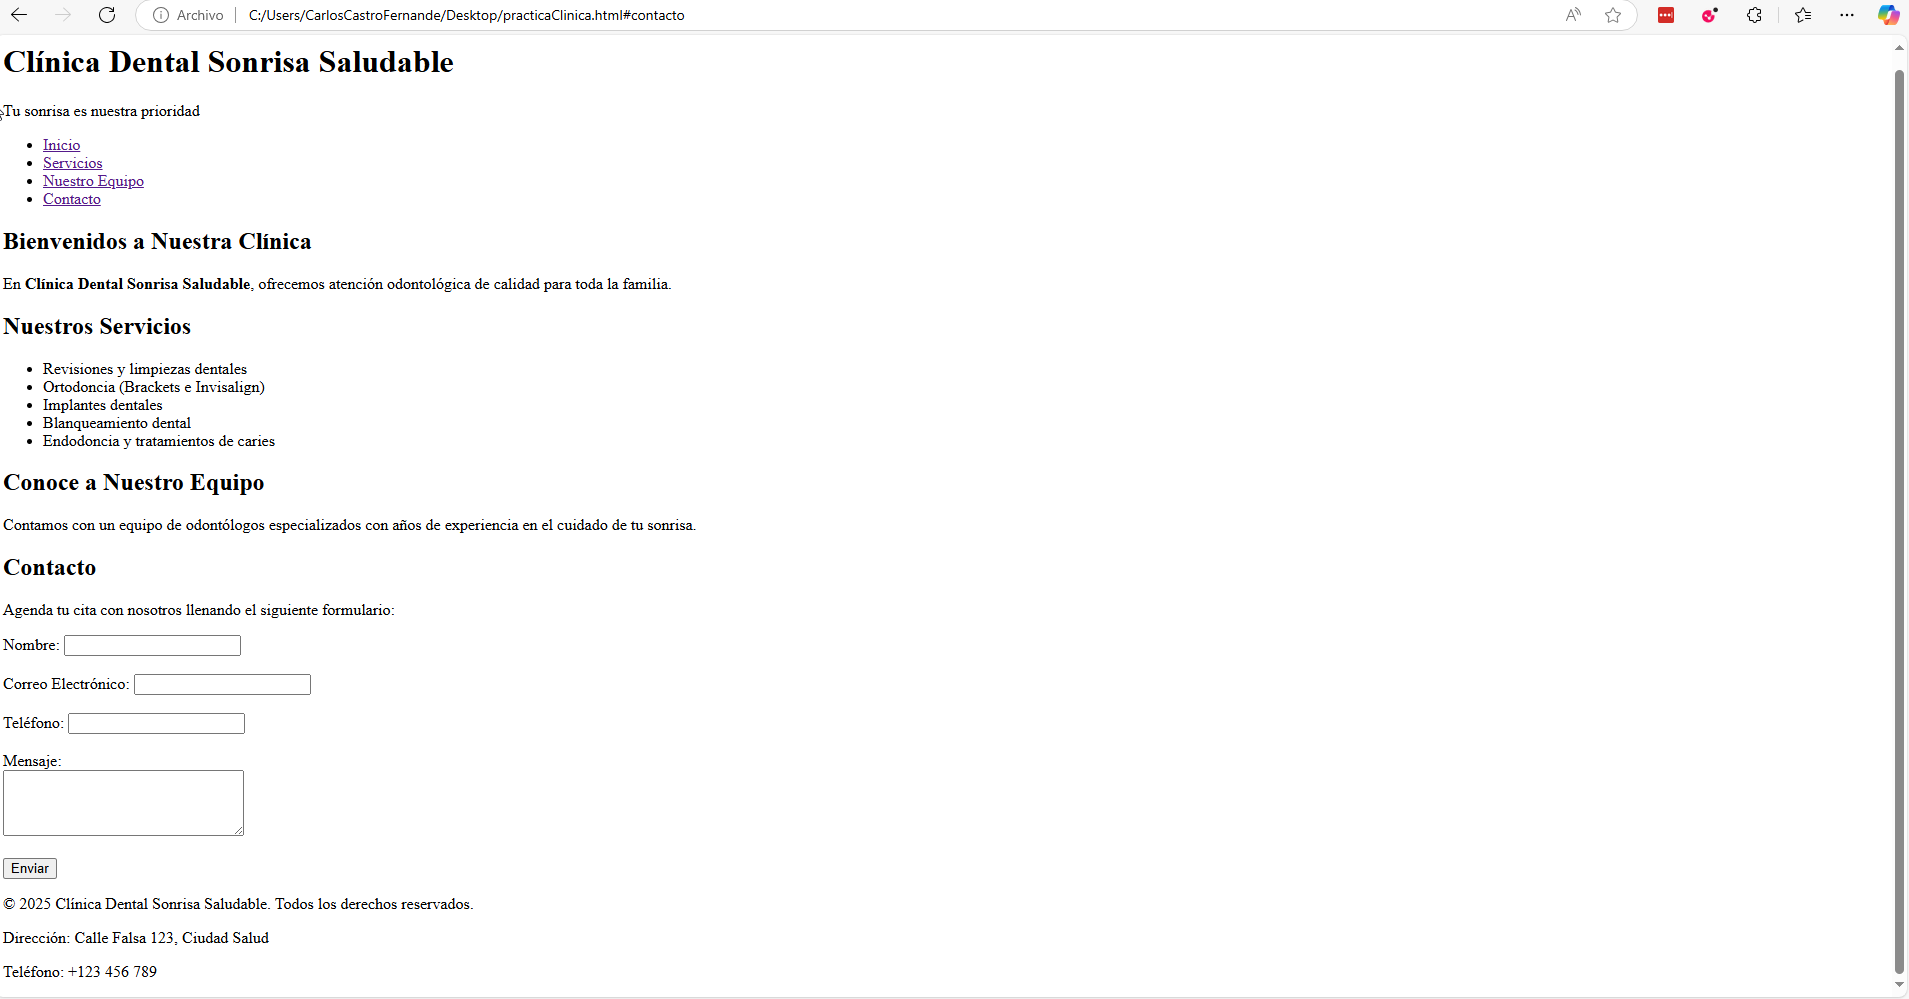 Archivo
C:/Users/CarlosCastroFernande/Desktop/practicaClinica.html#contacto
Clínica Dental Sonrisa Saludable
Tu sonrisa es nuestra prioridad
Inicio
Servicios
Nuestro Equipo
Contacto
Bienvenidos a Nuestra Clínica
En Clínica Dental Sonrisa Saludable, ofrecemos atención odontológica de calidad para toda la familia.
Nuestros Servicios
Revisiones y limpiezas dentales
Ortodoncia (Brackets e Invisalign)
Implantes dentales
Blanqueamiento dental
Endodoncia y tratamientos de caries
Conoce a Nuestro Equipo
Contamos con un equipo de odontólogos especializados con años de experiencia en el cuidado de tu sonrisa.
Contacto
Agenda tu cita con nosotros llenando el siguiente formulario:
Nombre:
Correo Electrónico:
Teléfono:
Mensaje:
Enviar
© 2025 Clínica Dental Sonrisa Saludable. Todos los derechos reservados.
Dirección: Calle Falsa 123, Ciudad Salud
Teléfono: +123 456 789